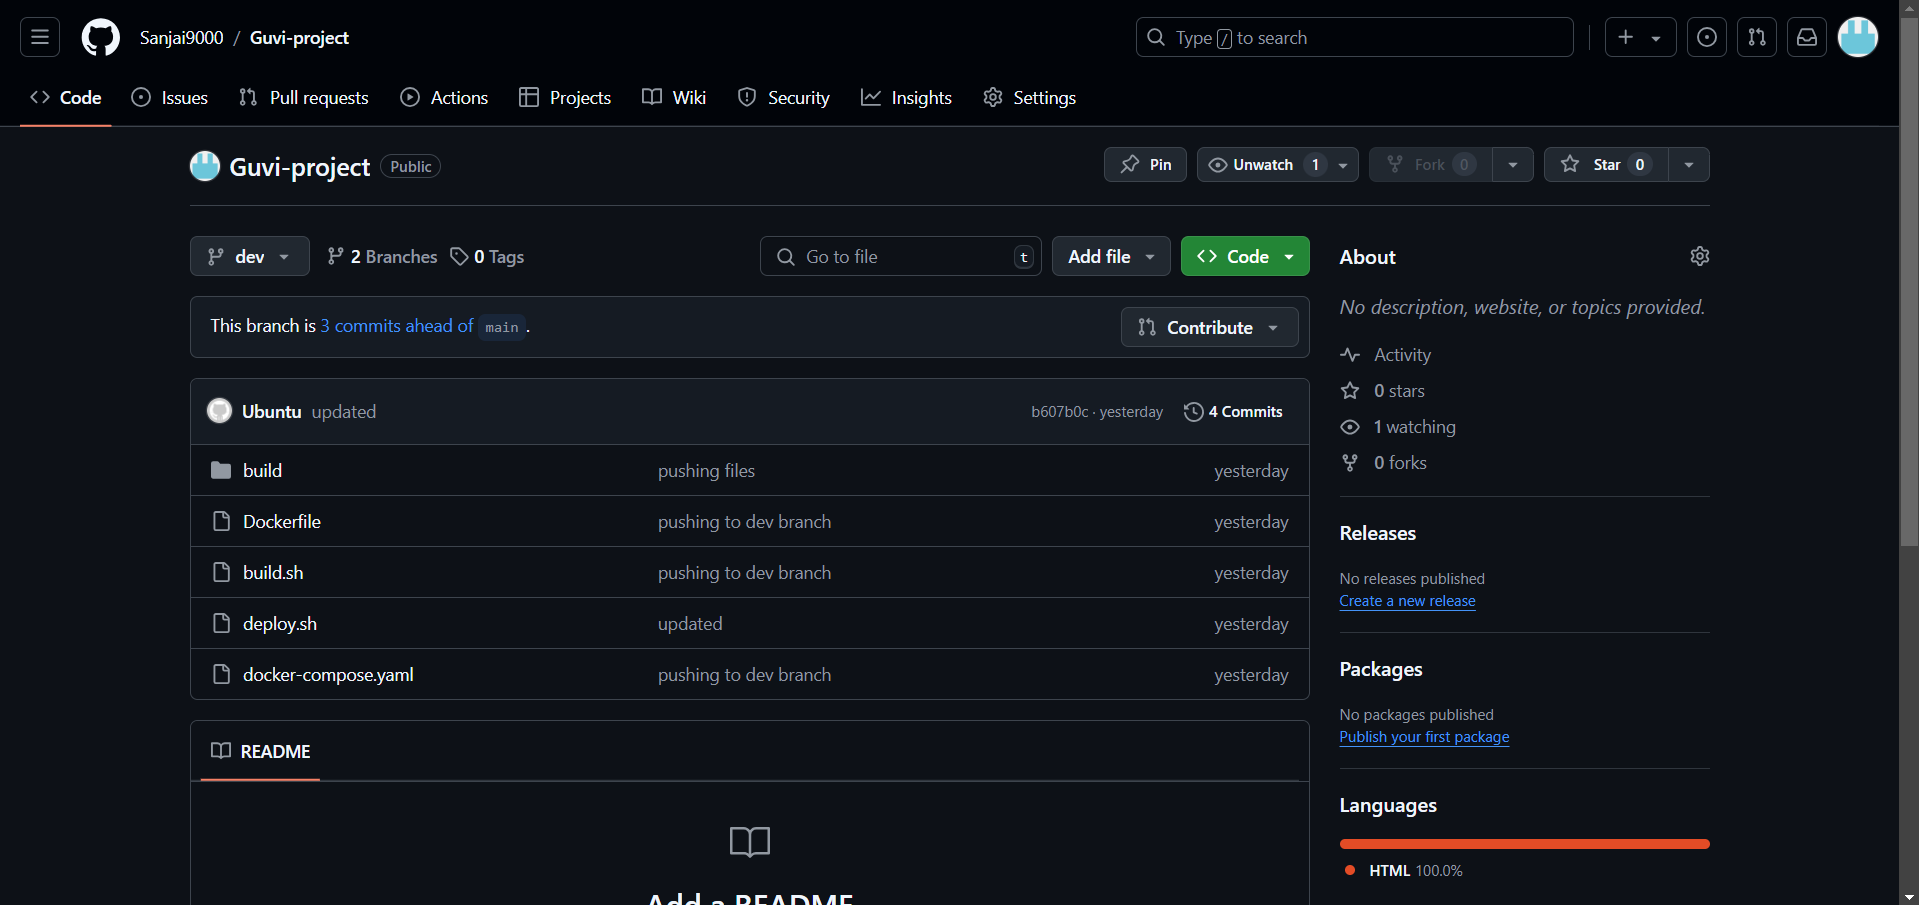 Sanjai9000 / Guvi-project
Type / to search
Code Issues Pull requests Actions Projects Wiki Security Insights Settings
Guvi-project Public
Pin Unwatch 1 Fork 0 Star 0
dev 2 Branches 0 Tags
Go to file t Add file Code
This branch is 3 commits ahead of main .
Contribute
Ubuntu updated b607b0c · yesterday 4 Commits
build pushing files yesterday
Dockerfile pushing to dev branch yesterday
build.sh pushing to dev branch yesterday
deploy.sh updated yesterday
docker-compose.yaml pushing to dev branch yesterday
README
Add a README
About
No description, website, or topics provided.
Activity
0 stars
1 watching
0 forks
Releases
No releases published
Create a new release
Packages
No packages published
Publish your first package
Languages
HTML 100.0%